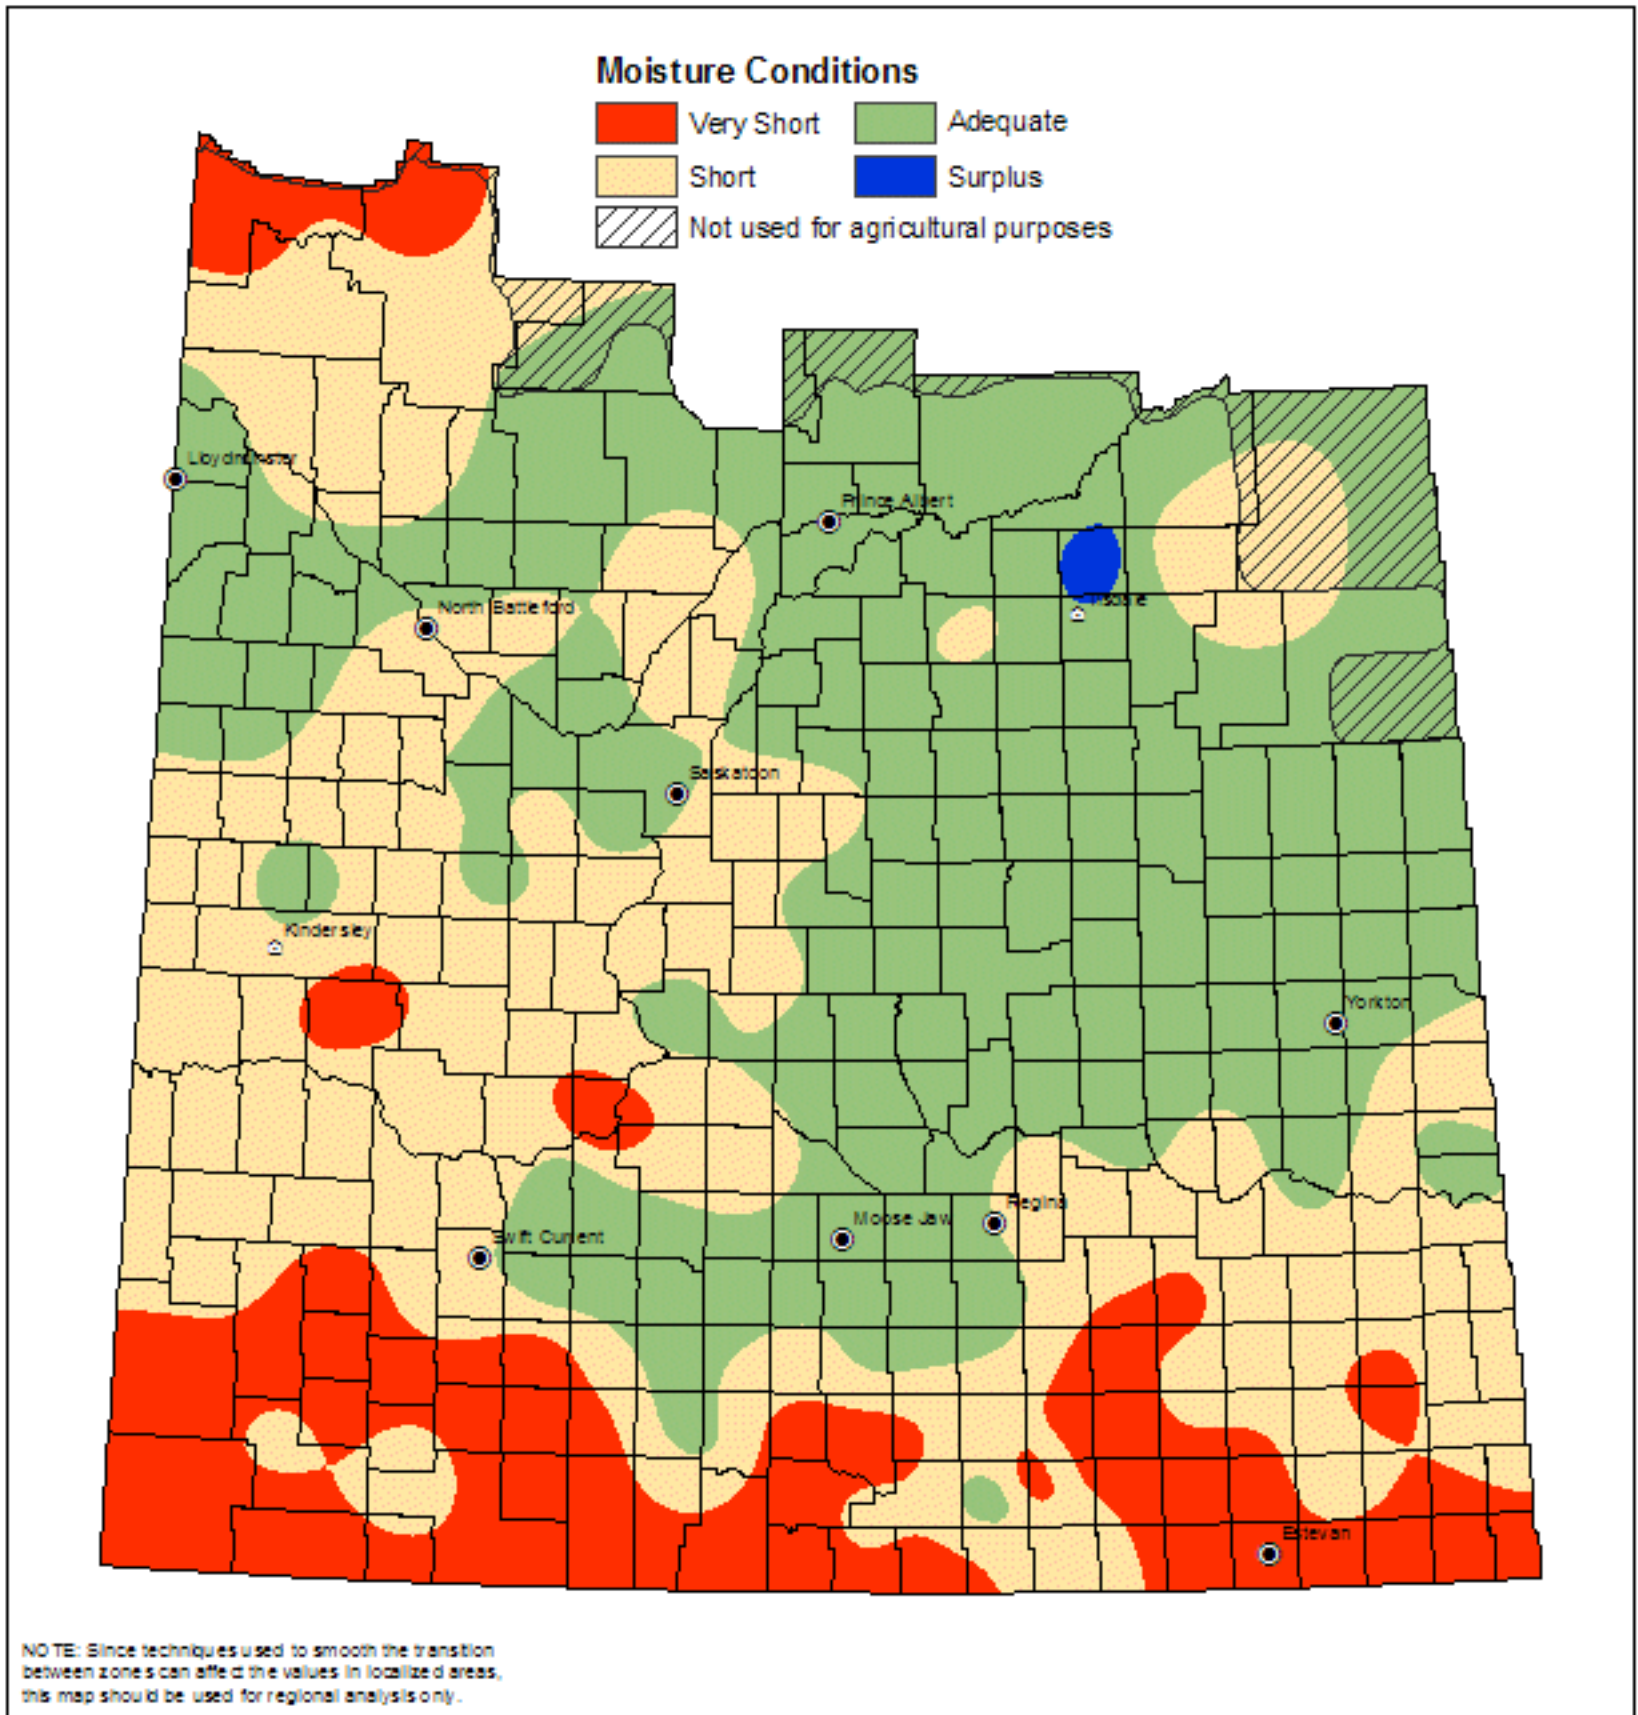 Moisture Conditions
Very Short
Adequate
Short
Surplus
Not used for agricultural purposes
Lloydminster
Prince Albert
Tisdale
North Battleford
Saskatoon
Kindersley
Yorkton
Regina
Moose Jaw
Swift Current
Estevan
NOTE: Since techniques used to smooth the transition
between zones can affect the values in localized areas,
this map should be used for regional analysis only.